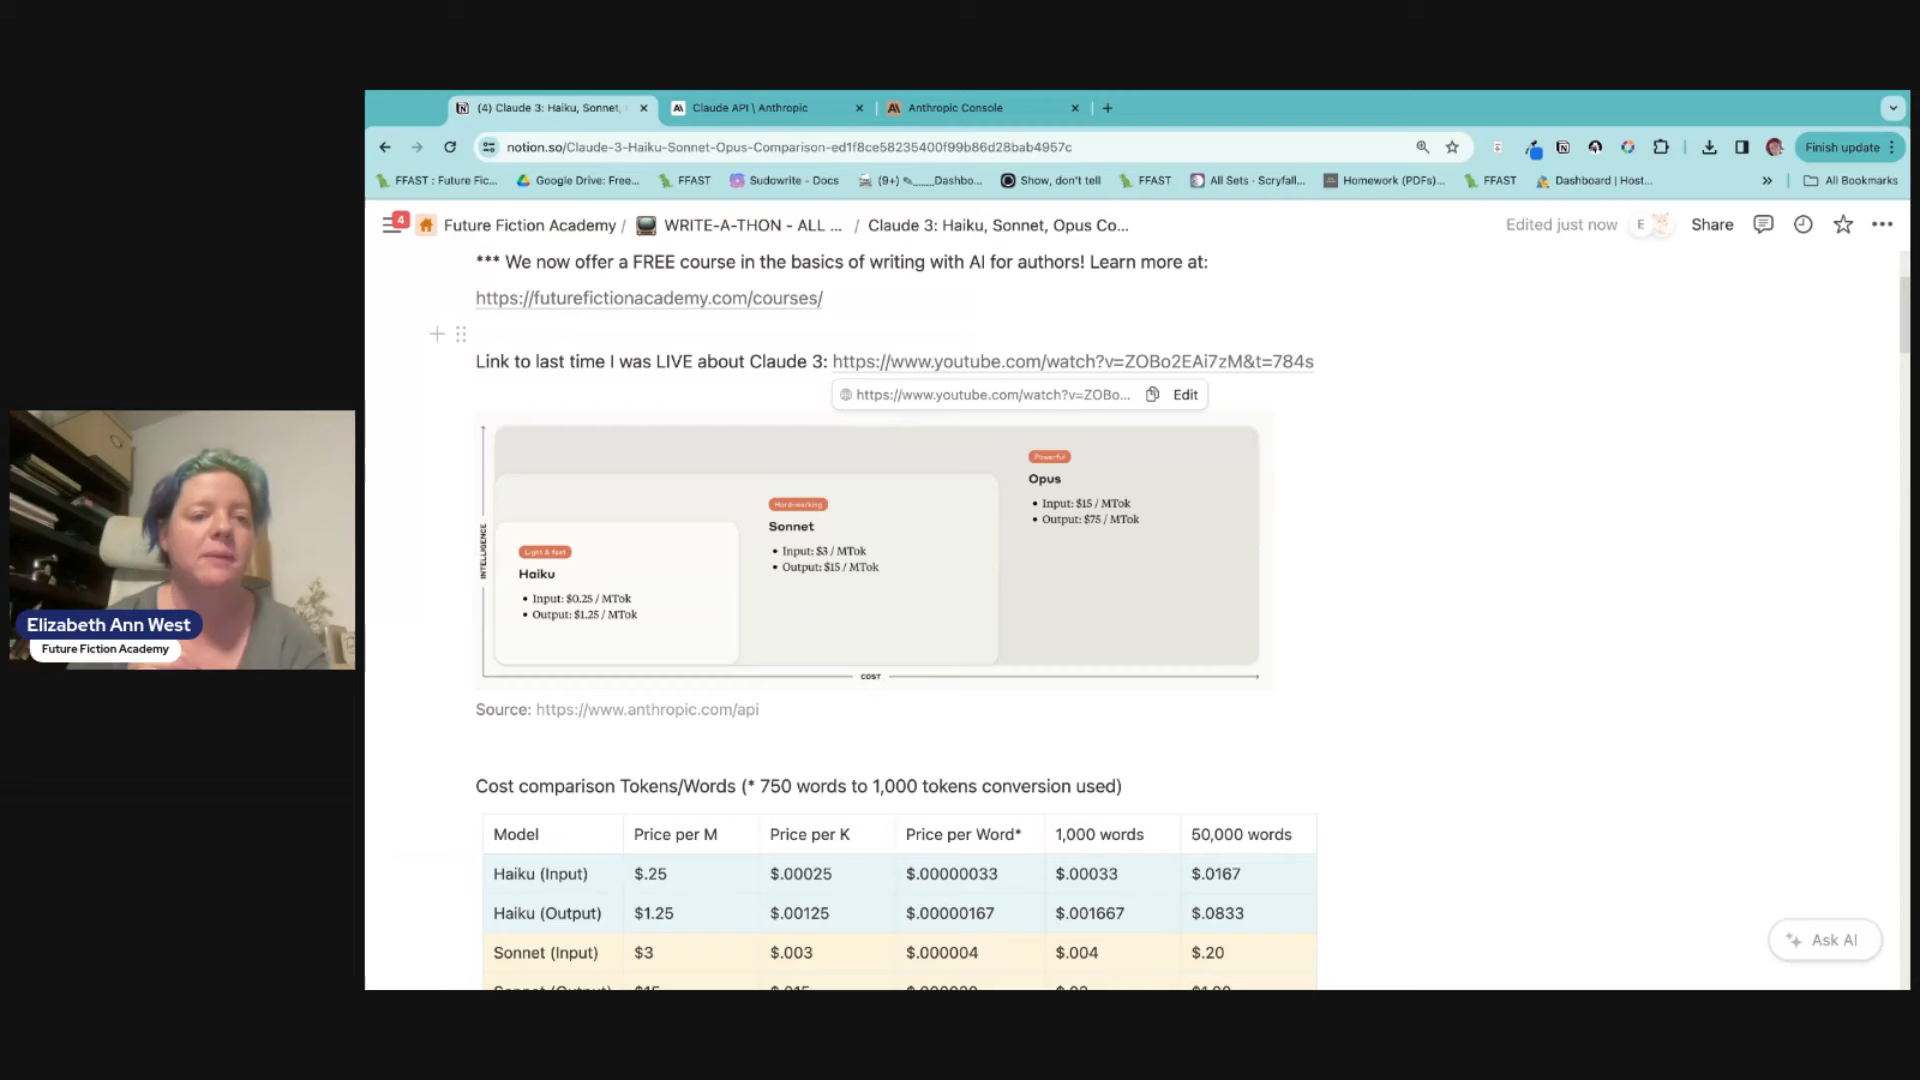 (4) Claude 3: Haiku, Sonnet,
Claude API \ Anthropic
Anthropic Console
notion.so/Claude-3-Haiku-Sonnet-Opus-Comparison-ed1f8ce58235400f99b86d28bab4957c
Finish update
FFAST : Future Fic...
Google Drive: Free...
FFAST
Sudowrite - Docs
(9+) ✎____Dashbo...
Show, don't tell
FFAST
All Sets · Scryfall...
Homework (PDFs)...
FFAST
Dashboard | Host...
All Bookmarks
4
Future Fiction Academy / WRITE-A-THON - ALL ... / Claude 3: Haiku, Sonnet, Opus Co...
Edited just now
E
Share
*** We now offer a FREE course in the basics of writing with AI for authors! Learn more at:
https://futurefictionacademy.com/courses/
Link to last time I was LIVE about Claude 3: https://www.youtube.com/watch?v=ZOBo2EAi7zM&t=784s
https://www.youtube.com/watch?v=ZOBo... Edit
INTELLIGENCE
Light & fast
Haiku
• Input: $0.25 / MTok
• Output: $1.25 / MTok
Hard-working
Sonnet
• Input: $3 / MTok
• Output: $15 / MTok
Powerful
Opus
• Input: $15 / MTok
• Output: $75 / MTok
COST
Source: https://www.anthropic.com/api
Cost comparison Tokens/Words (* 750 words to 1,000 tokens conversion used)
Model Price per M Price per K Price per Word* 1,000 words 50,000 words
Haiku (Input) $.25 $.00025 $.00000033 $.00033 $.0167
Haiku (Output) $1.25 $.00125 $.00000167 $.001667 $.0833
Sonnet (Input) $3 $.003 $.000004 $.004 $.20
Ask AI
Elizabeth Ann West
Future Fiction Academy